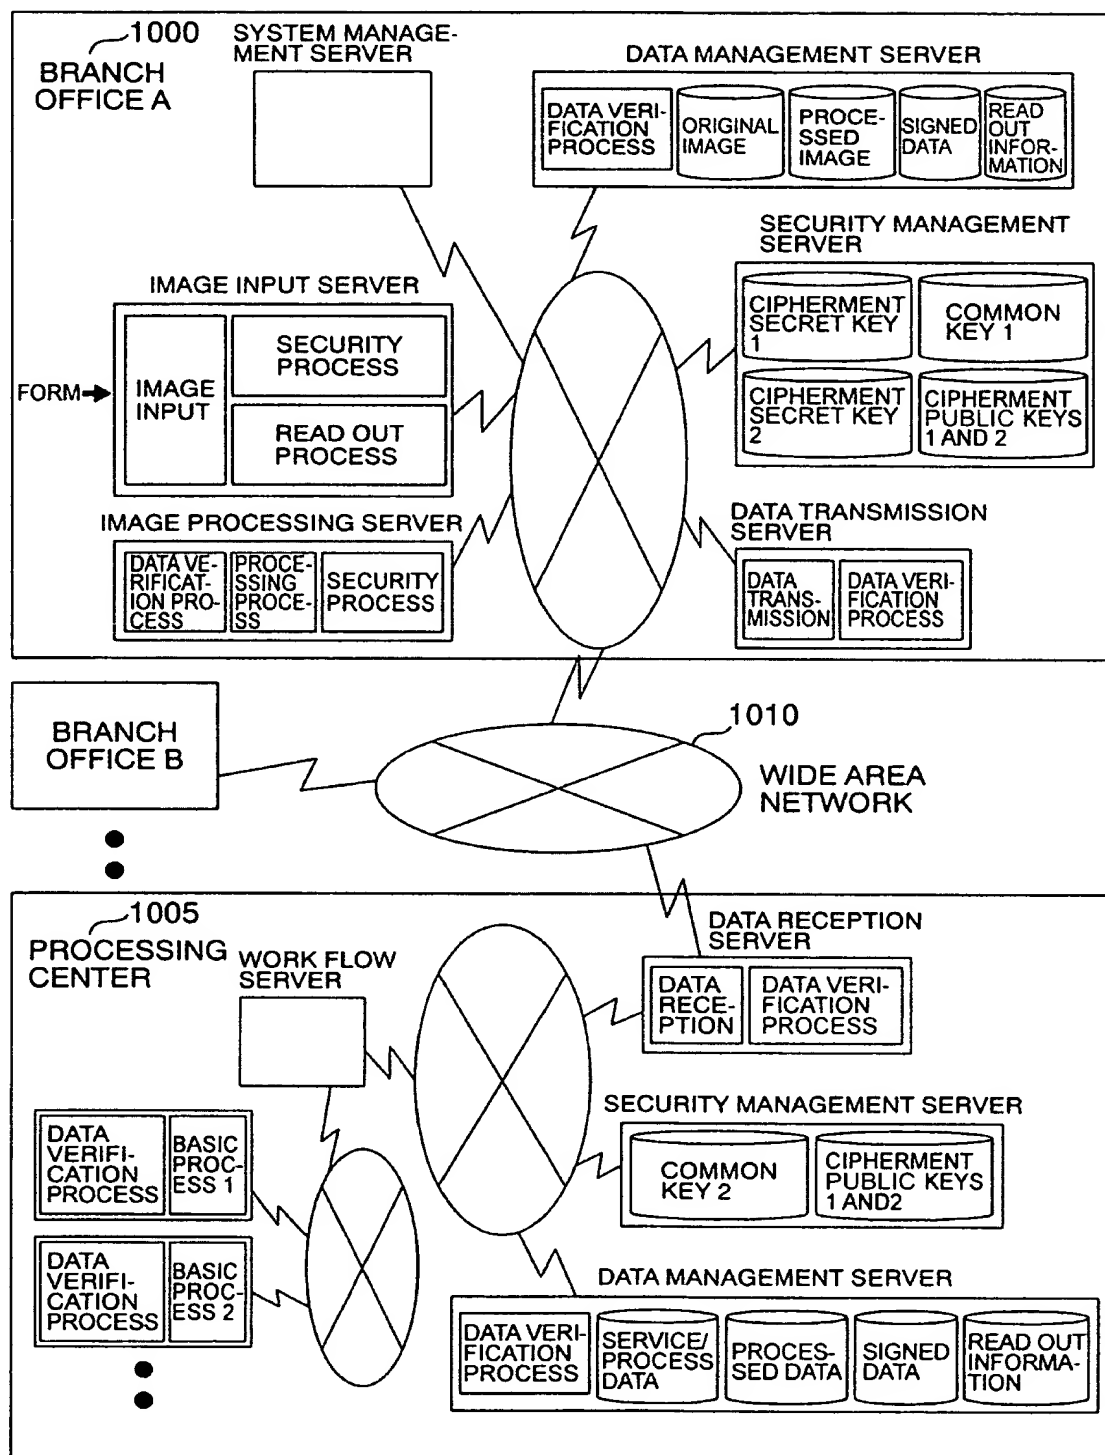 1000
BRANCH
OFFICE A
SYSTEM MANAGE-
MENT SERVER
DATA MANAGEMENT SERVER
DATA VERI-
FICATION
PROCESS
ORIGINAL
IMAGE
PROCE-
SSED
IMAGE
SIGNED
DATA
READ
OUT
INFOR-
MATION
SECURITY MANAGEMENT
SERVER
CIPHERMENT
SECRET KEY
1
COMMON
KEY 1
CIPHERMENT
SECRET KEY
2
CIPHERMENT
PUBLIC KEYS
1 AND 2
IMAGE INPUT SERVER
FORM
IMAGE
INPUT
SECURITY
PROCESS
READ OUT
PROCESS
IMAGE PROCESSING SERVER
DATA VE-
RIFICAT-
ION PRO-
CESS
PROCE-
SSING
PROCE-
SS
SECURITY
PROCESS
DATA TRANSMISSION
SERVER
DATA
TRANS-
MISSION
DATA VERI-
FICATION
PROCESS
BRANCH
OFFICE B
1010
WIDE AREA
NETWORK
1005
PROCESSING
CENTER
WORK FLOW
SERVER
DATA RECEPTION
SERVER
DATA
RECE-
PTION
DATA VERI-
FICATION
PROCESS
SECURITY MANAGEMENT SERVER
COMMON
KEY 2
CIPHERMENT
PUBLIC KEYS
1 AND2
DATA
VERIFI-
CATION
PROCESS
BASIC
PROC-
ESS 1
DATA
VERIFI-
CATION
PROCESS
BASIC
PROC-
ESS 2
DATA MANAGEMENT SERVER
DATA VERI-
FICATION
PROCESS
SERVICE/
PROCESS
DATA
PROCES-
SED DATA
SIGNED
DATA
READ OUT
INFORMA-
TION